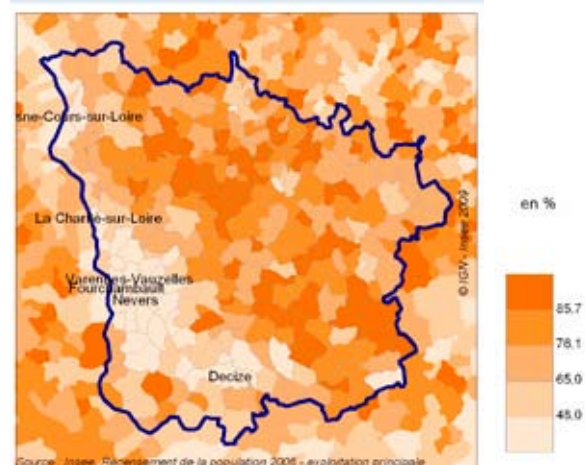 sne-Cours-sur-Loire
La Charité-sur-Loire
Varennes-Vauzelles
Fourchambault
Nevers
Decize
© IGN - Insee 2009
en %
85.7
76.1
65.0
48.0
Source : Insee, Récensement de la population 2006 - exploitation principale